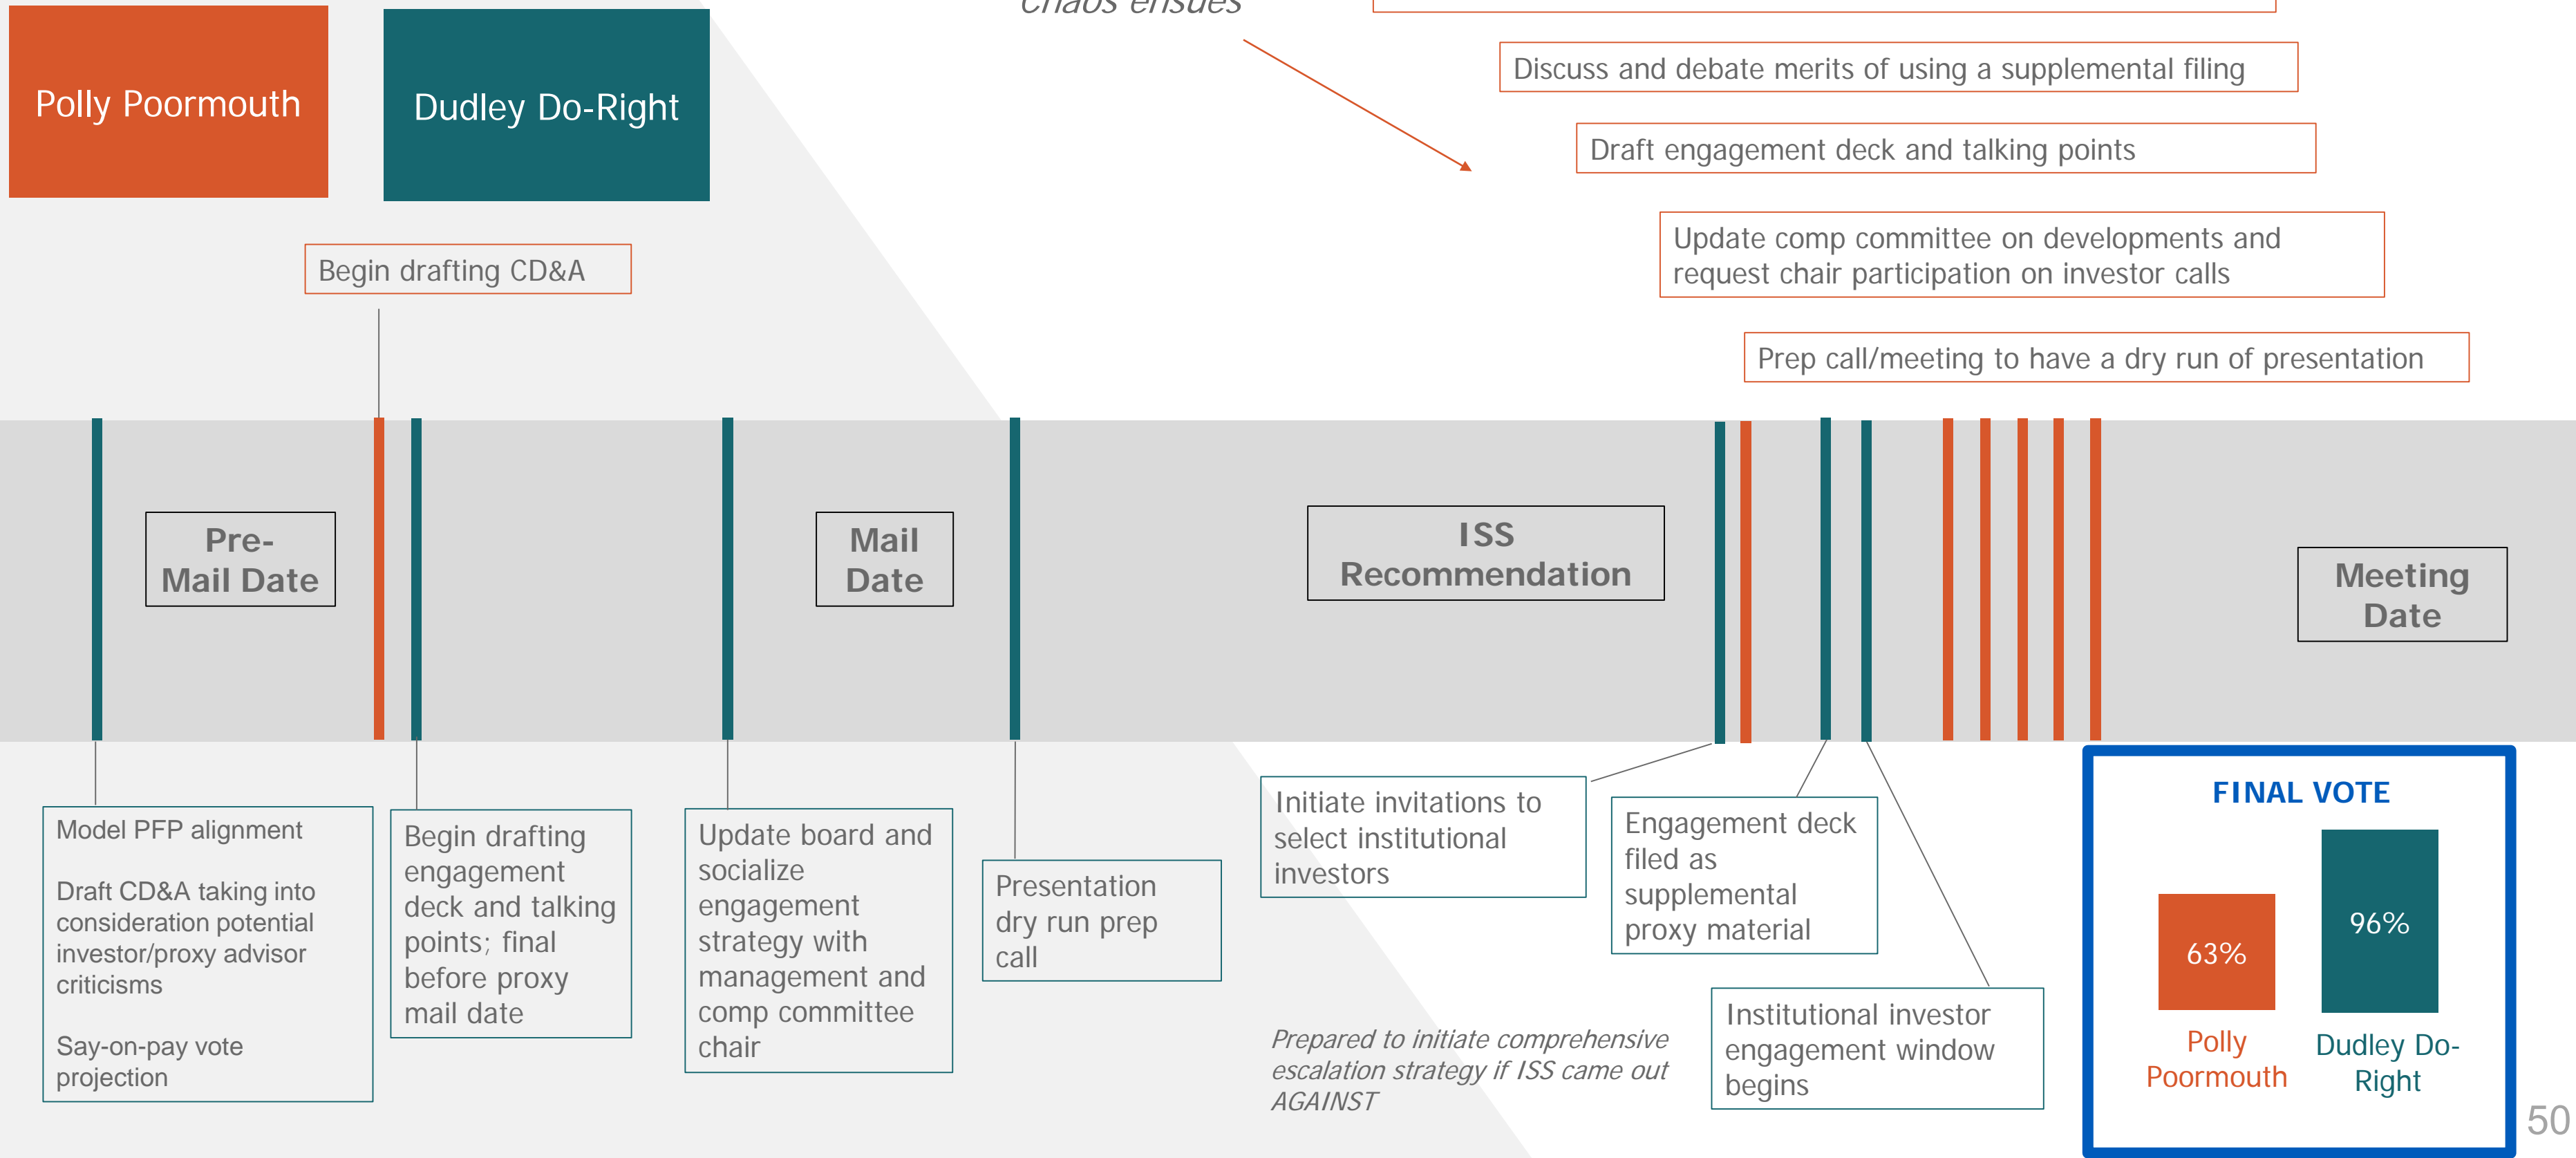 Chaos ensues
Polly Poormouth
Dudley Do-Right
Discuss and debate merits of using a supplemental filing
Draft engagement deck and talking points
Update comp committee on developments and
request chair participation on investor calls
Begin drafting CD&A
Prep call/meeting to have a dry run of presentation
Pre-
Mail Date
Mail
Date
ISS
Recommendation
Meeting
Date
Model PFP alignment
Draft CD&A taking into
consideration potential
investor/proxy advisor
criticisms
Say-on-pay vote
projection
Begin drafting
engagement
deck and talking
points; final
before proxy
mail date
Update board and
socialize
engagement
strategy with
management and
comp committee
chair
Presentation
dry run prep
call
Initiate invitations to
select institutional
investors
Prepared to initiate comprehensive
escalation strategy if ISS came out
AGAINST
Engagement deck
filed as
supplemental
proxy material
Institutional investor
engagement window
begins
FINAL VOTE
63%
96%
Polly
Poormouth
Dudley Do-
Right
50